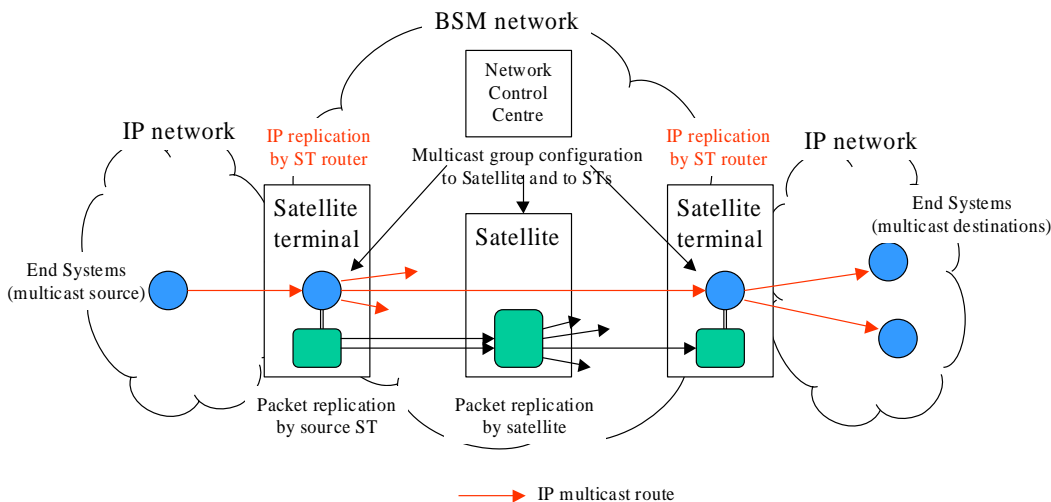 BSM network
Network
Control
Centre
IP network
IP replication
by ST router
Multicast group configuration
to Satellite and to STs
IP replication
by ST router
IP network
Satellite
terminal
Satellite
Satellite
terminal
End Systems
(multicast destinations)
End Systems
(multicast source)
Packet replication
by source ST
Packet replication
by satellite
IP multicast route